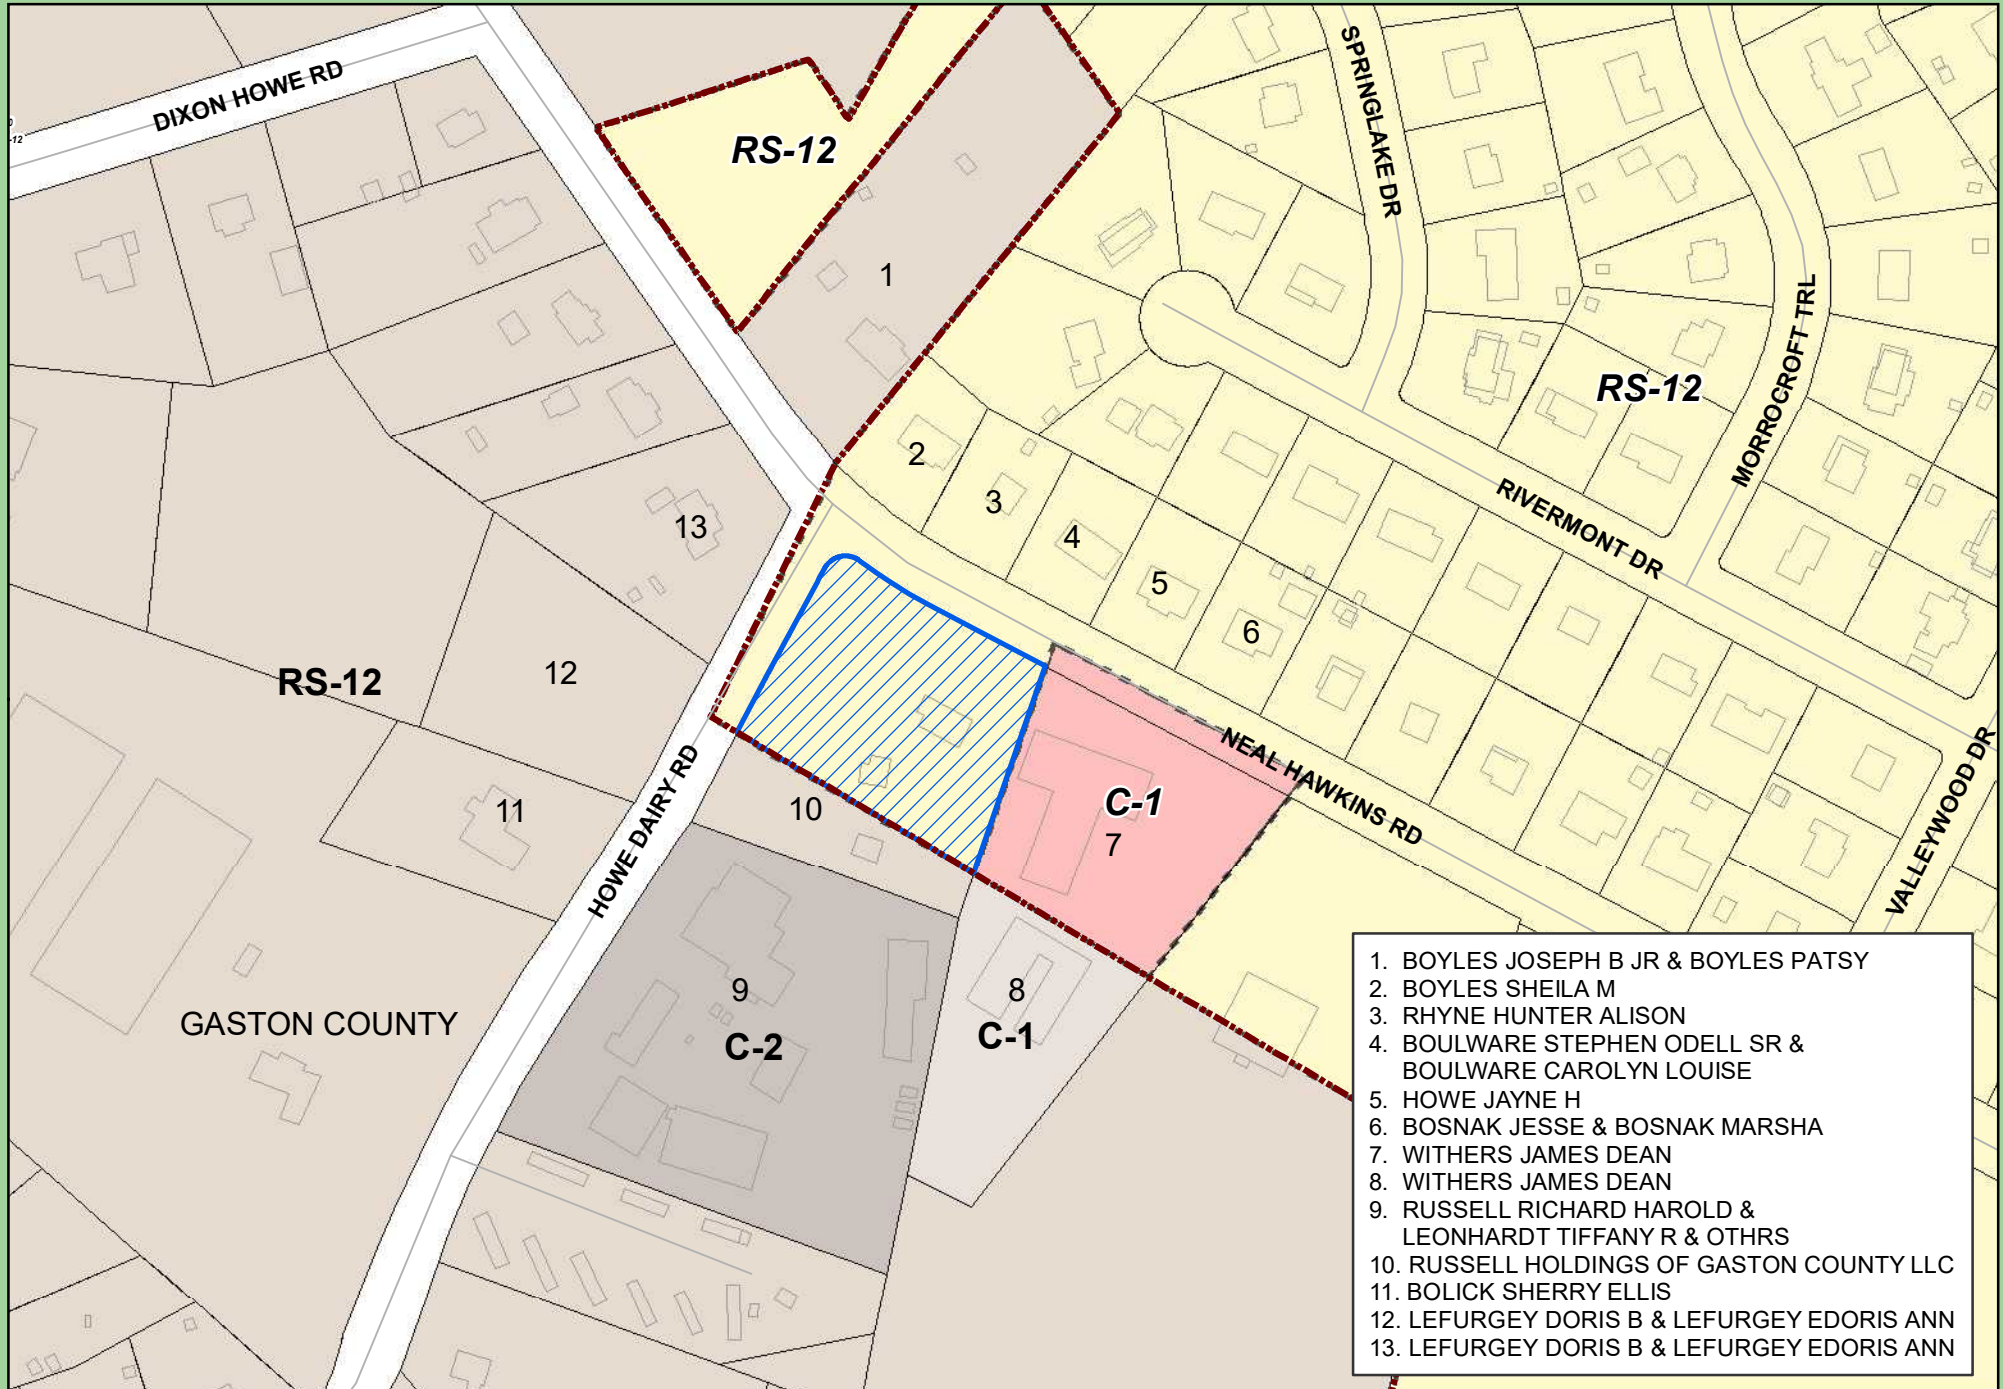 SPRINGLAKE DR
DIXON HOWE RD
-12
RS-12
1
MORROCROFT TRL
RS-12
2
3
RIVERMONT DR
13
4
5
6
RS-12
12
NEAL HAWKINS RD
VALLEYWOOD DR
HOWE DAIRY RD
11
10
C-1
7
9
8
GASTON COUNTY
C-2
C-1
1. BOYLES JOSEPH B JR & BOYLES PATSY
2. BOYLES SHEILA M
3. RHYNE HUNTER ALISON
4. BOULWARE STEPHEN ODELL SR &
BOULWARE CAROLYN LOUISE
5. HOWE JAYNE H
6. BOSNAK JESSE & BOSNAK MARSHA
7. WITHERS JAMES DEAN
8. WITHERS JAMES DEAN
9. RUSSELL RICHARD HAROLD &
LEONHARDT TIFFANY R & OTHRS
10. RUSSELL HOLDINGS OF GASTON COUNTY LLC
11. BOLICK SHERRY ELLIS
12. LEFURGEY DORIS B & LEFURGEY EDORIS ANN
13. LEFURGEY DORIS B & LEFURGEY EDORIS ANN